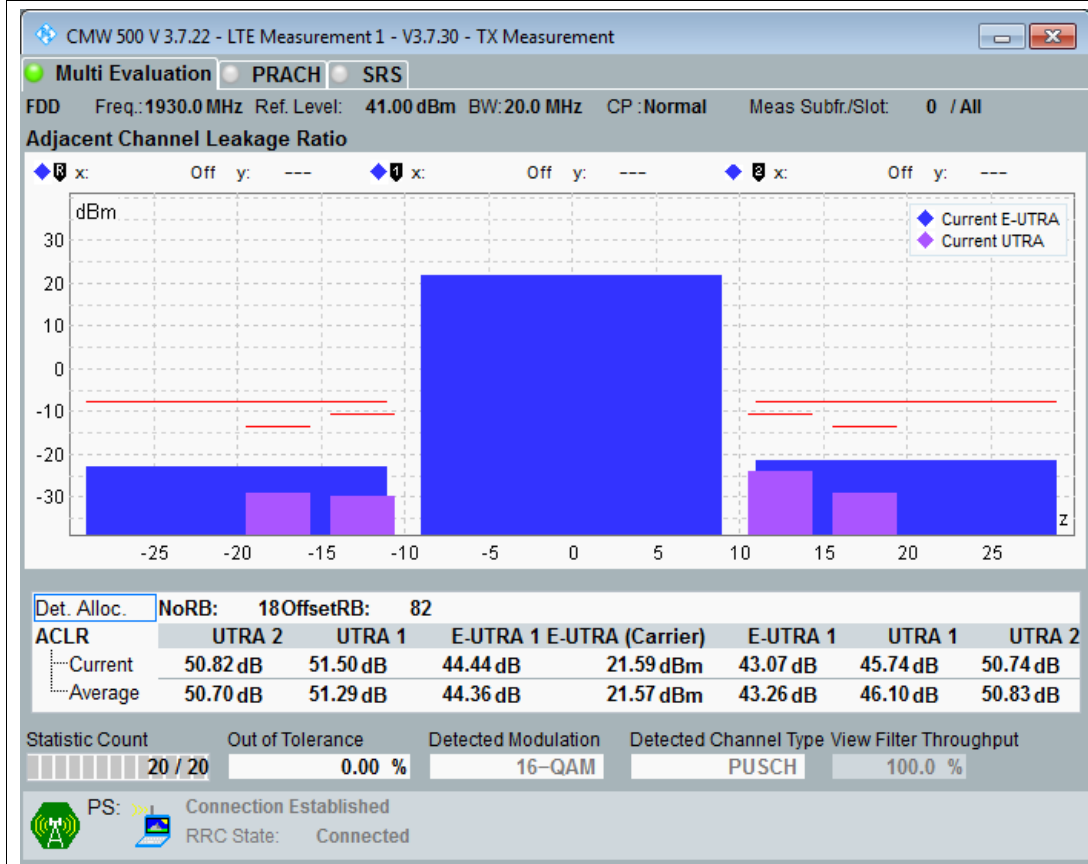 CMW 500 V 3.7.22 - LTE Measurement 1 - V3.7.30 - TX Measurement
Multi Evaluation PRACH SRS
FDD Freq.: 1930.0 MHz Ref. Level: 41.00 dBm BW: 20.0 MHz CP : Normal Meas Subfr./Slot: 0 / All
Adjacent Channel Leakage Ratio
R x: Off y: --- 1 x: Off y: --- 2 x: Off y: ---
dBm
Current E-UTRA
Current UTRA
30
20
10
0
-10
-20
-30
z
-25 -20 -15 -10 -5 0 5 10 15 20 25
Det. Alloc. NoRB: 18 OffsetRB: 82
ACLR UTRA 2 UTRA 1 E-UTRA 1 E-UTRA (Carrier) E-UTRA 1 UTRA 1 UTRA 2
Current 50.82 dB 51.50 dB 44.44 dB 21.59 dBm 43.07 dB 45.74 dB 50.74 dB
Average 50.70 dB 51.29 dB 44.36 dB 21.57 dBm 43.26 dB 46.10 dB 50.83 dB
Statistic Count Out of Tolerance Detected Modulation Detected Channel Type View Filter Throughput
20 / 20 0.00 % 16-QAM PUSCH 100.0 %
PS: Connection Established
RRC State: Connected